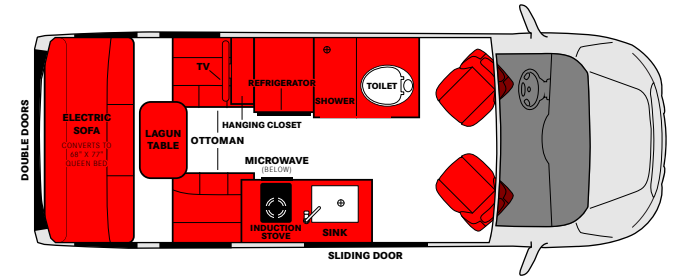 DOUBLE DOORS
ELECTRIC
SOFA
CONVERTS TO
68" X 77"
QUEEN BED
LAGUN
TABLE
TV
REFRIGERATOR
SHOWER
TOILET
HANGING CLOSET
OTTOMAN
MICROWAVE
(BELOW)
INDUCTION
STOVE
SINK
SLIDING DOOR